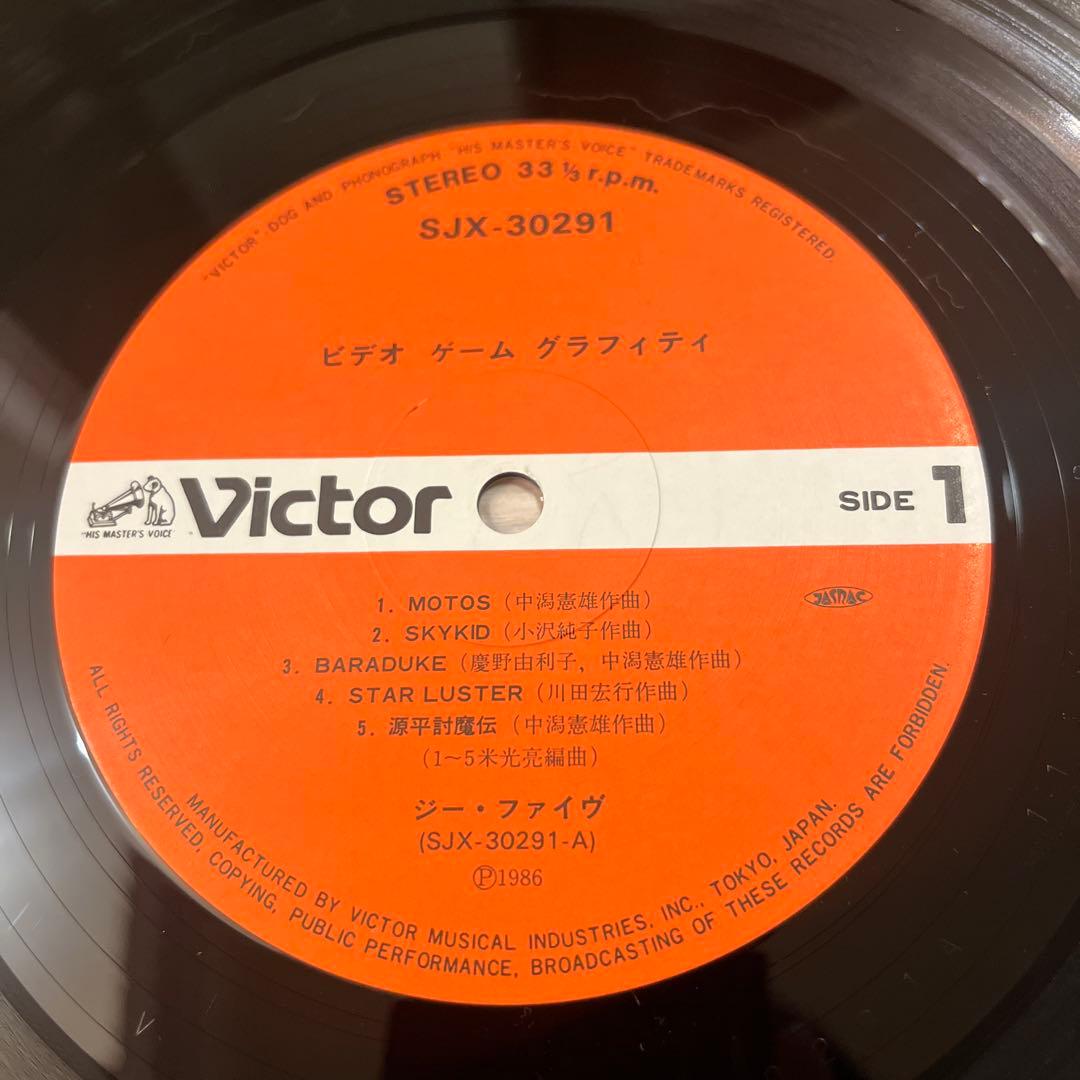 "VICTOR" DOG AND PHONOGRAPH "HIS MASTER'S VOICE" TRADEMARKS REGISTERED.
STEREO 33 1/3 r.p.m.
SJX-30291
ビデオ ゲーム グラフィティ
"HIS MASTER'S VOICE"
Victor
SIDE 1
1. MOTOS (中潟憲雄作曲)
JASRAC
2. SKYKID (小沢純子作曲)
3. BARADUKE (慶野由利子, 中潟憲雄作曲)
4. STAR LUSTER (川田宏行作曲)
5. 源平討魔伝 (中潟憲雄作曲)
(1〜5米光亮編曲)
ジー・ファイヴ
(SJX-30291-A)
Ⓟ1986
MANUFACTURED BY VICTOR MUSICAL INDUSTRIES, INC., TOKYO, JAPAN.
ALL RIGHTS RESERVED, COPYING, PUBLIC PERFORMANCE, BROADCASTING OF THESE RECORDS ARE FORBIDDEN.